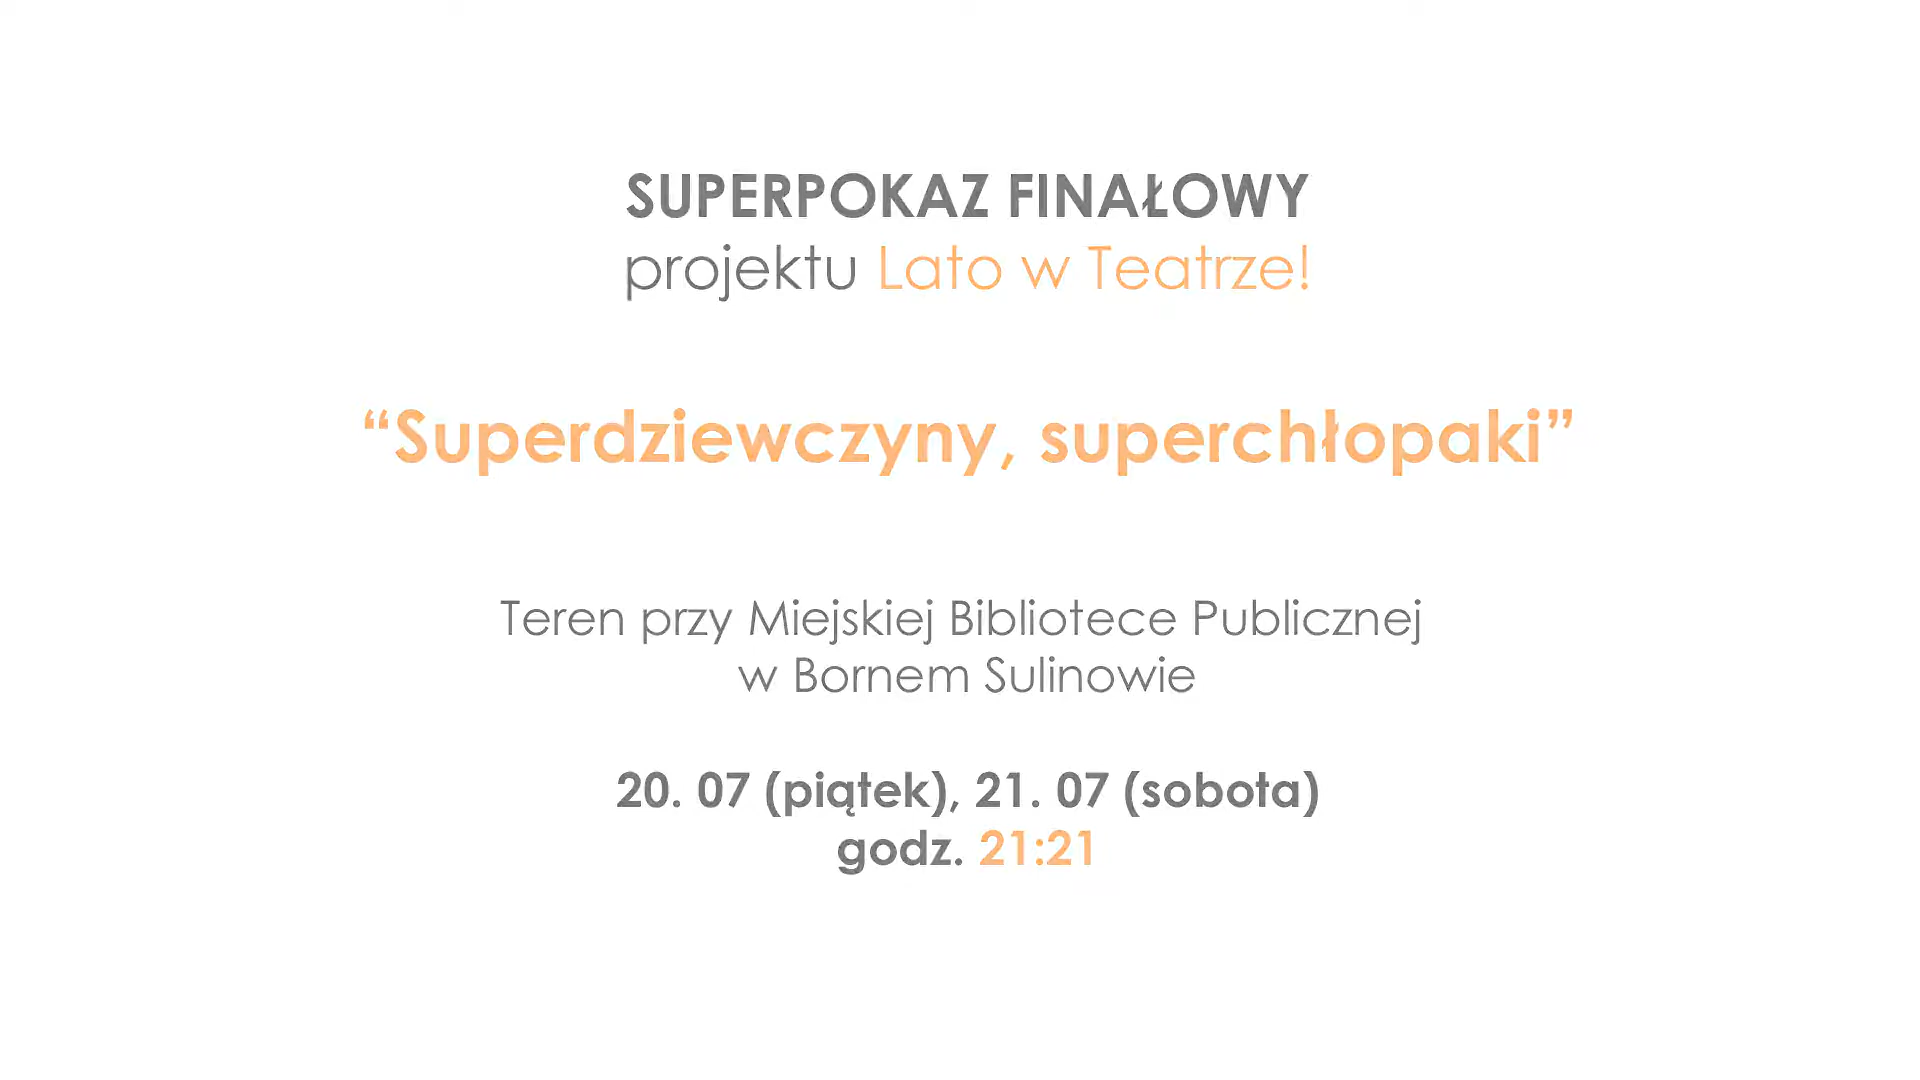 SUPERPOKAZ FINAŁOWY
projektu Lato w Teatrze!
“Superdziewczyny, superchłopaki”
Teren przy Miejskiej Bibliotece Publicznej
w Bornem Sulinowie
20. 07 (piątek), 21. 07 (sobota)
godz. 21:21